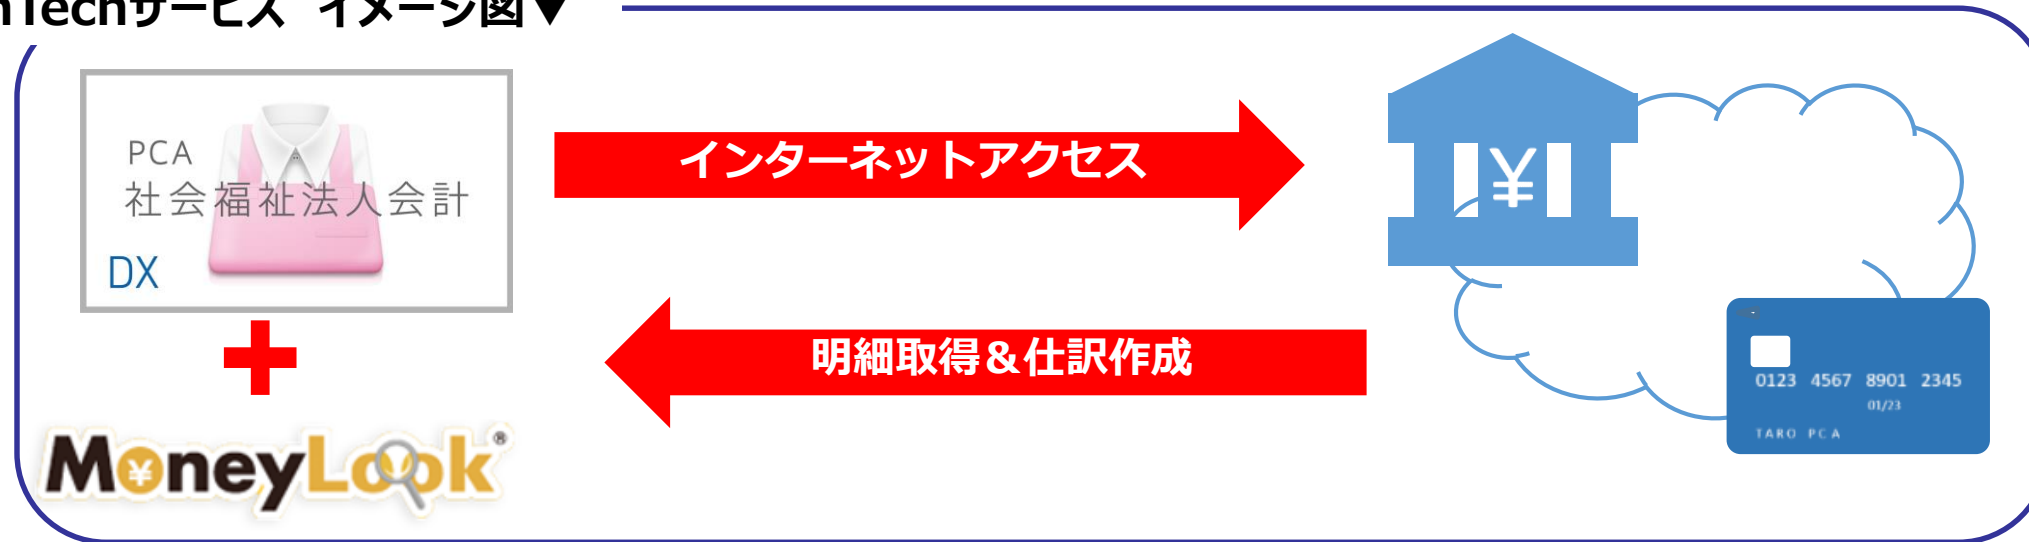 nTechサービス イメージ図▼
PCA
社会福祉法人会計
DX
インターネットアクセス
¥
明細取得&仕訳作成
MoneyLook®
0123 4567 8901 2345
01/23
TARO PCA